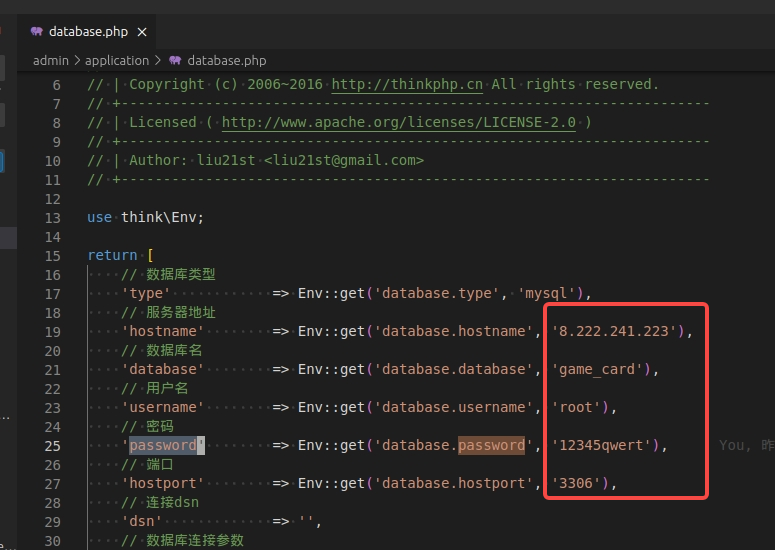 database.php
admin > application > database.php
6 // | Copyright (c) 2006~2016 http://thinkphp.cn All rights reserved.
7 // +----------------------------------------------------------------------
8 // | Licensed ( http://www.apache.org/licenses/LICENSE-2.0 )
9 // +----------------------------------------------------------------------
10 // | Author: liu21st <liu21st@gmail.com>
11 // +----------------------------------------------------------------------
12
13 use think\Env;
14
15 return [
16 // 数据库类型
17 'type' => Env::get('database.type', 'mysql'),
18 // 服务器地址
19 'hostname' => Env::get('database.hostname', '8.222.241.223'),
20 // 数据库名
21 'database' => Env::get('database.database', 'game_card'),
22 // 用户名
23 'username' => Env::get('database.username', 'root'),
24 // 密码
25 'password' => Env::get('database.password', '12345qwert'), You, 昨
26 // 端口
27 'hostport' => Env::get('database.hostport', '3306'),
28 // 连接dsn
29 'dsn' => '',
30 // 数据库连接参数